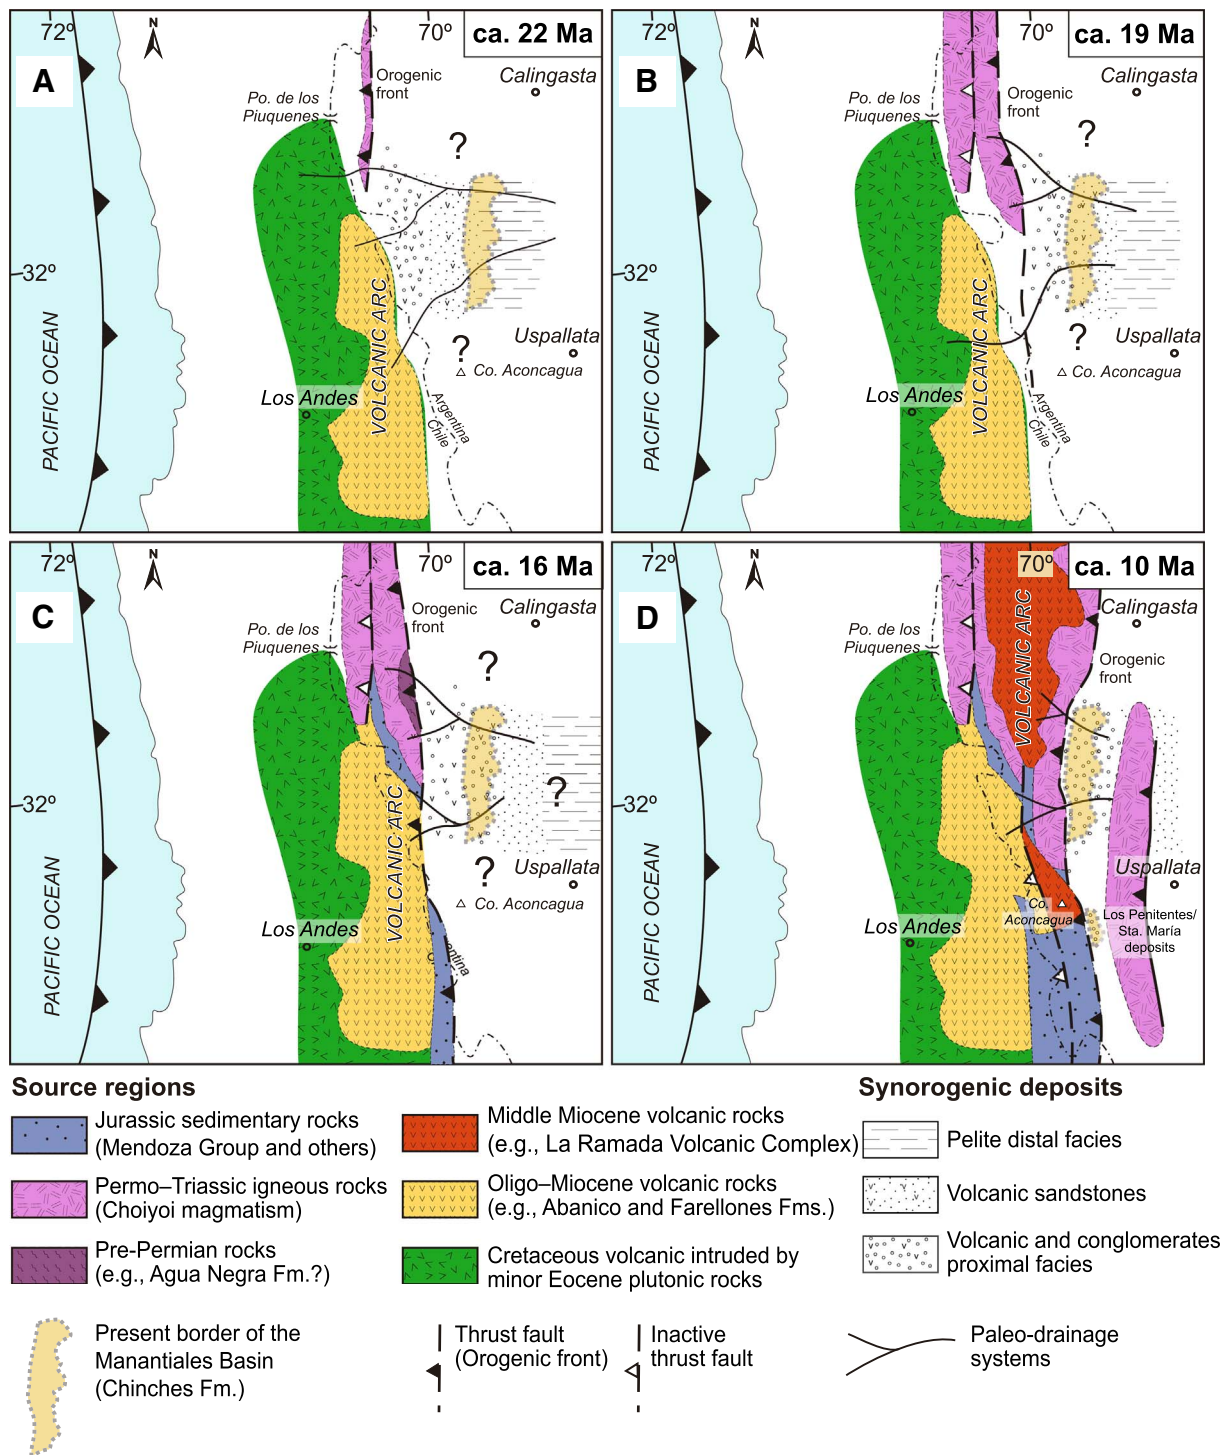 72º
N
70º
ca. 22 Ma
A
Orogenic
front
Calingasta
Po. de los
Piuquenes
?
32º
VOLCANIC ARC
PACIFIC OCEAN
Uspallata
?
Co. Aconcagua
Los Andes
Argentina
Chile
72º
N
70º
ca. 19 Ma
B
Calingasta
Orogenic
front
Po. de los
Piuquenes
?
32º
VOLCANIC ARC
PACIFIC OCEAN
?
Uspallata
Co. Aconcagua
Los Andes
Argentina
Chile
72º
N
70º
ca. 16 Ma
C
Orogenic
front
Calingasta
Po. de los
Piuquenes
?
32º
?
VOLCANIC ARC
PACIFIC OCEAN
?
Uspallata
Co. Aconcagua
Los Andes
entina
72º
N
70º
ca. 10 Ma
D
VOLCANIC ARC
Calingasta
Po. de los
Piuquenes
Orogenic
front
32º
PACIFIC OCEAN
Uspallata
Co.
Aconcagua
Los Penitentes/
Sta. María
deposits
Los Andes
Source regions
Jurassic sedimentary rocks
(Mendoza Group and others)
Permo–Triassic igneous rocks
(Choiyoi magmatism)
Pre-Permian rocks
(e.g., Agua Negra Fm.?)
Middle Miocene volcanic rocks
(e.g., La Ramada Volcanic Complex)
Oligo–Miocene volcanic rocks
(e.g., Abanico and Farellones Fms.)
Cretaceous volcanic intruded by
minor Eocene plutonic rocks
Synorogenic deposits
Pelite distal facies
Volcanic sandstones
Volcanic and conglomerates
proximal facies
Present border of the
Manantiales Basin
(Chinches Fm.)
Thrust fault
(Orogenic front)
Inactive
thrust fault
Paleo-drainage
systems